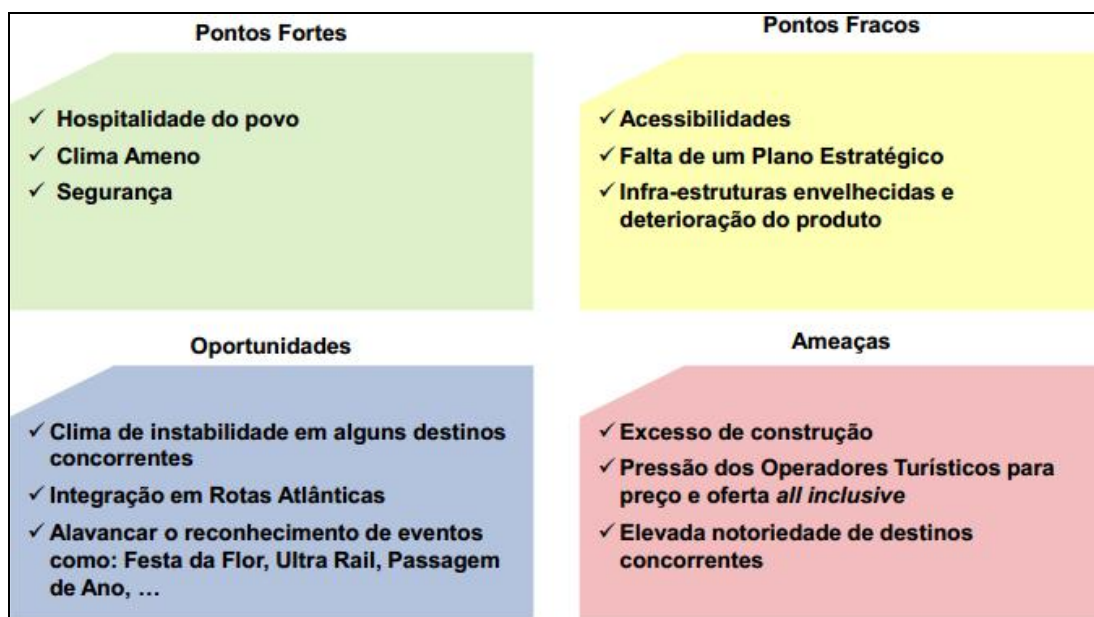 Pontos Fortes
✓ Hospitalidade do povo
✓ Clima Ameno
✓ Segurança
Pontos Fracos
✓ Acessibilidades
✓ Falta de um Plano Estratégico
✓ Infra-estruturas envelhecidas e
deterioração do produto
Oportunidades
✓ Clima de instabilidade em alguns destinos
concorrentes
✓ Integração em Rotas Atlânticas
✓ Alavancar o reconhecimento de eventos
como: Festa da Flor, Ultra Rail, Passagem
de Ano, …
Ameaças
✓ Excesso de construção
✓ Pressão dos Operadores Turísticos para
preço e oferta all inclusive
✓ Elevada notoriedade de destinos
concorrentes